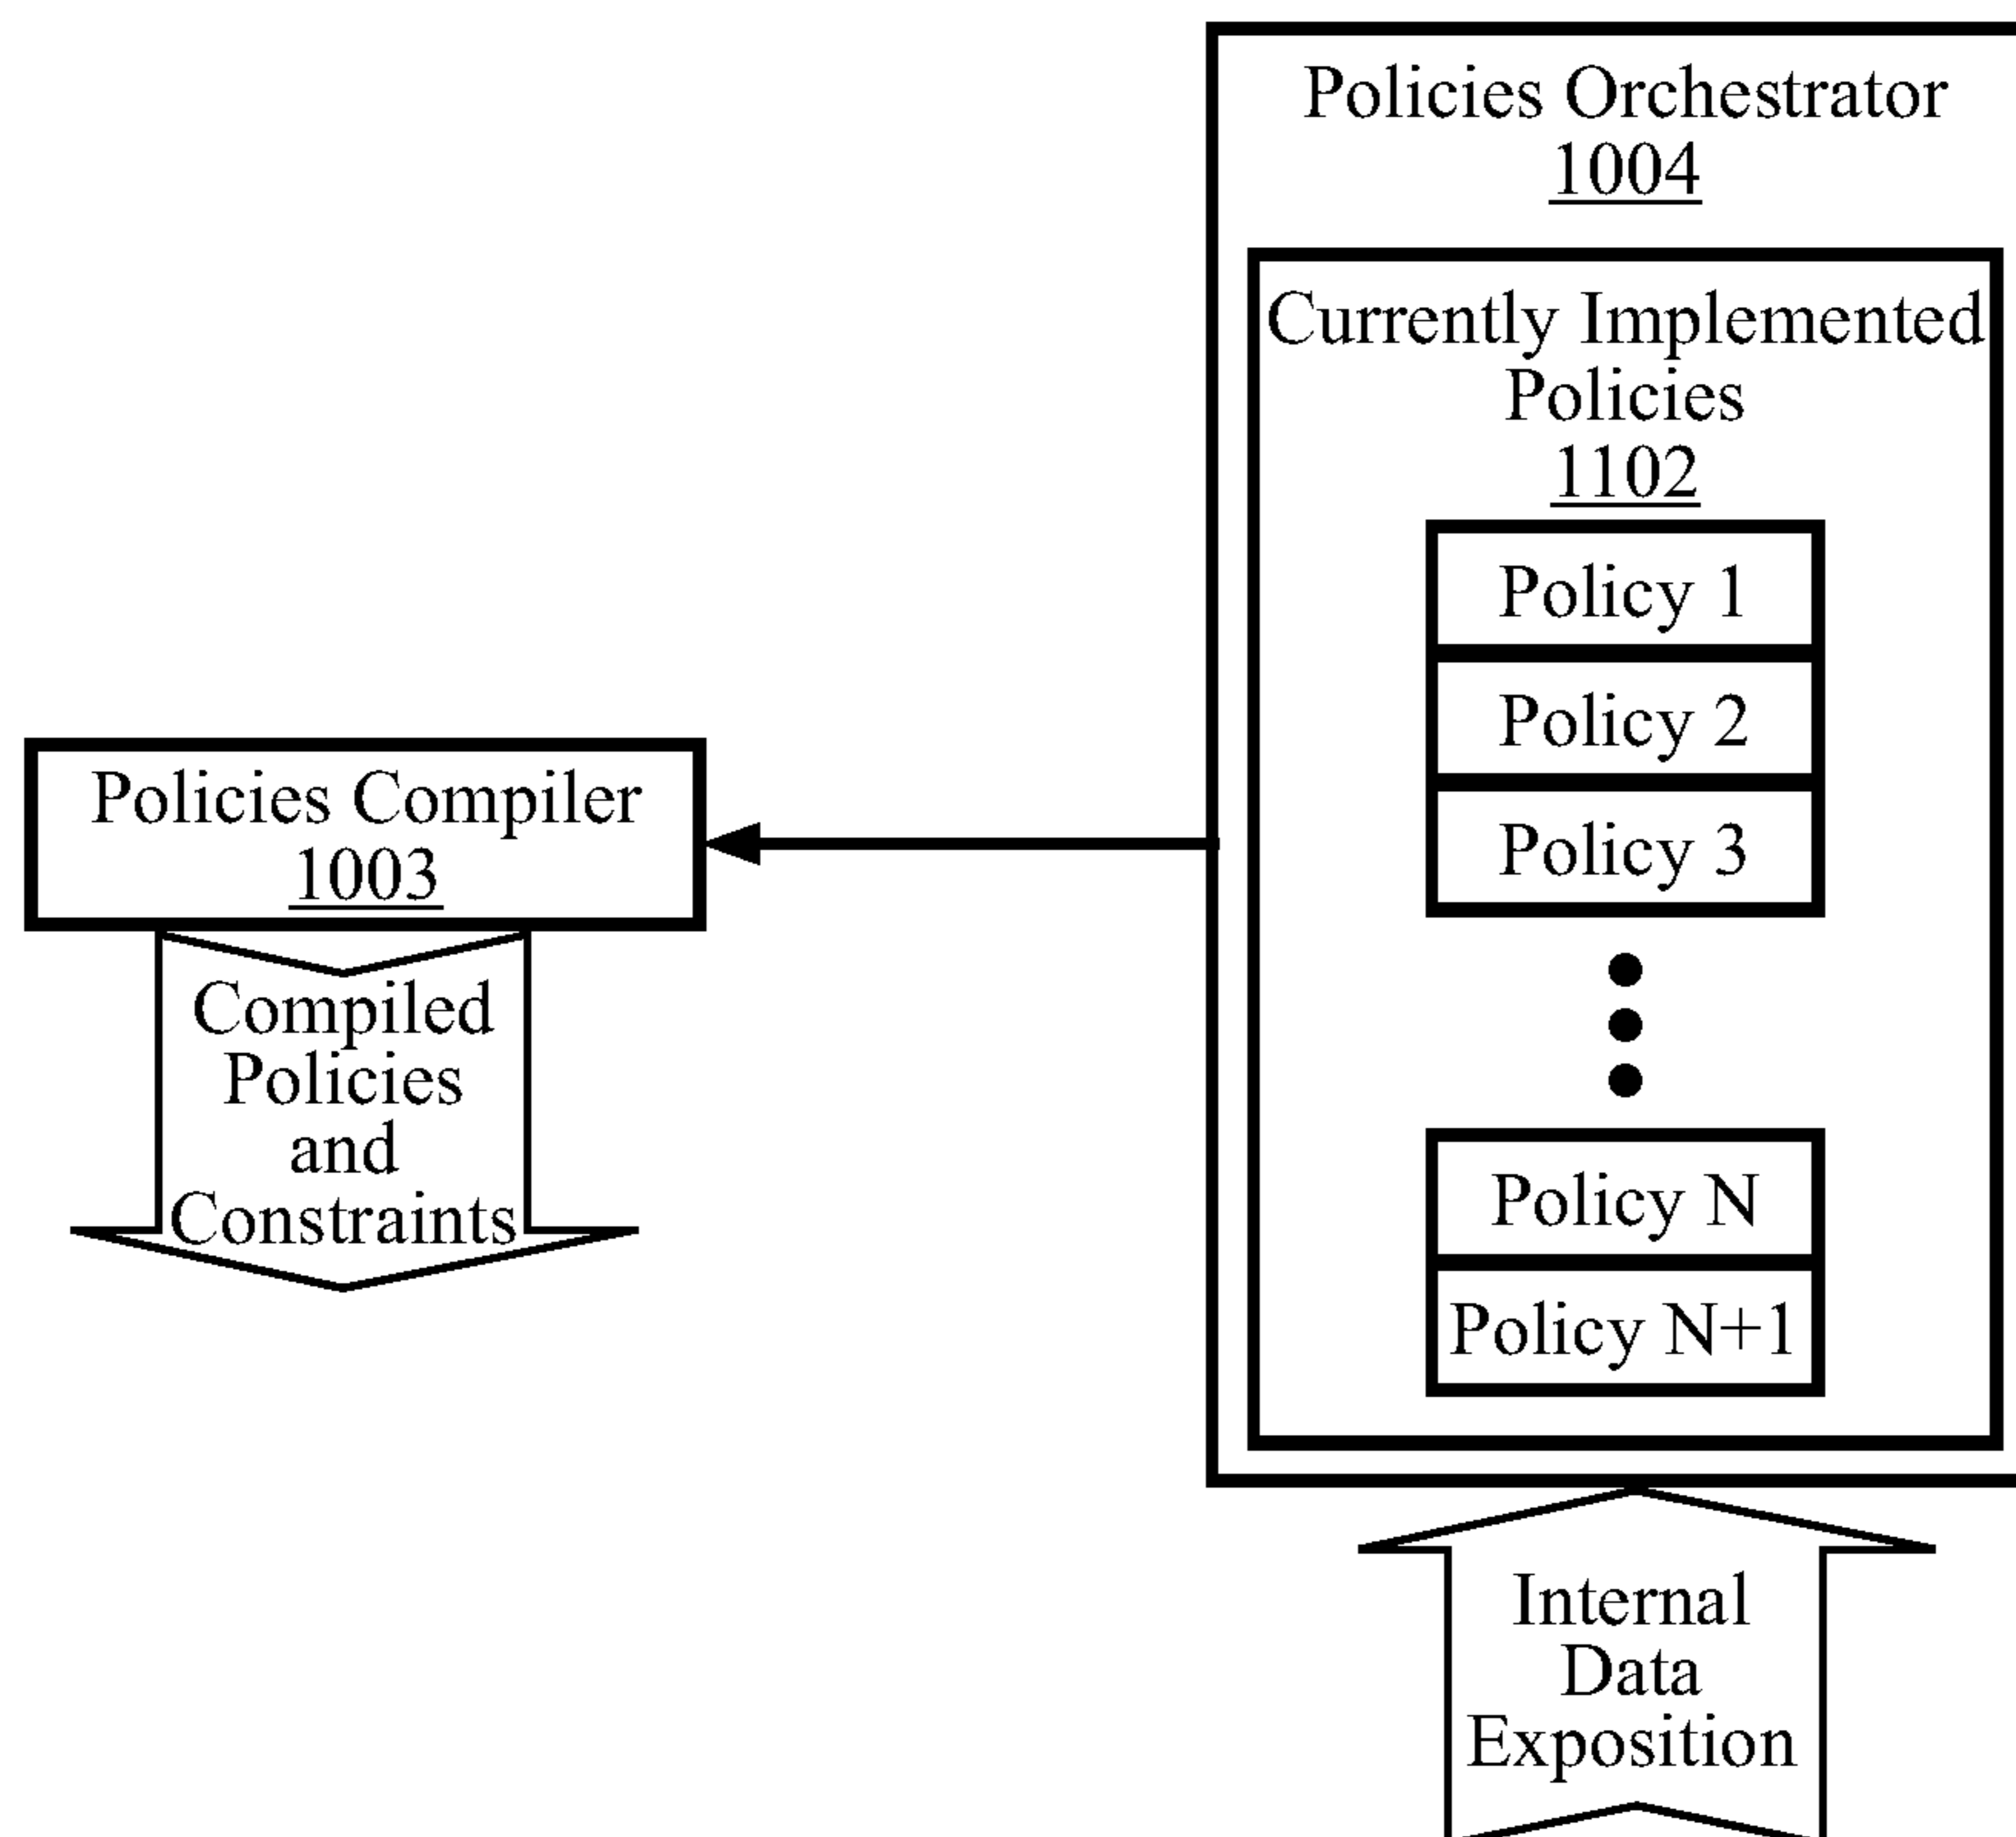 Policies Orchestrator
1004
Currently Implemented
Policies
1102
Policy 1
Policy 2
Policy 3
Policy N
Policy N+1
Policies Compiler
1003
Compiled
Policies
and
Constraints
Internal
Data
Exposition